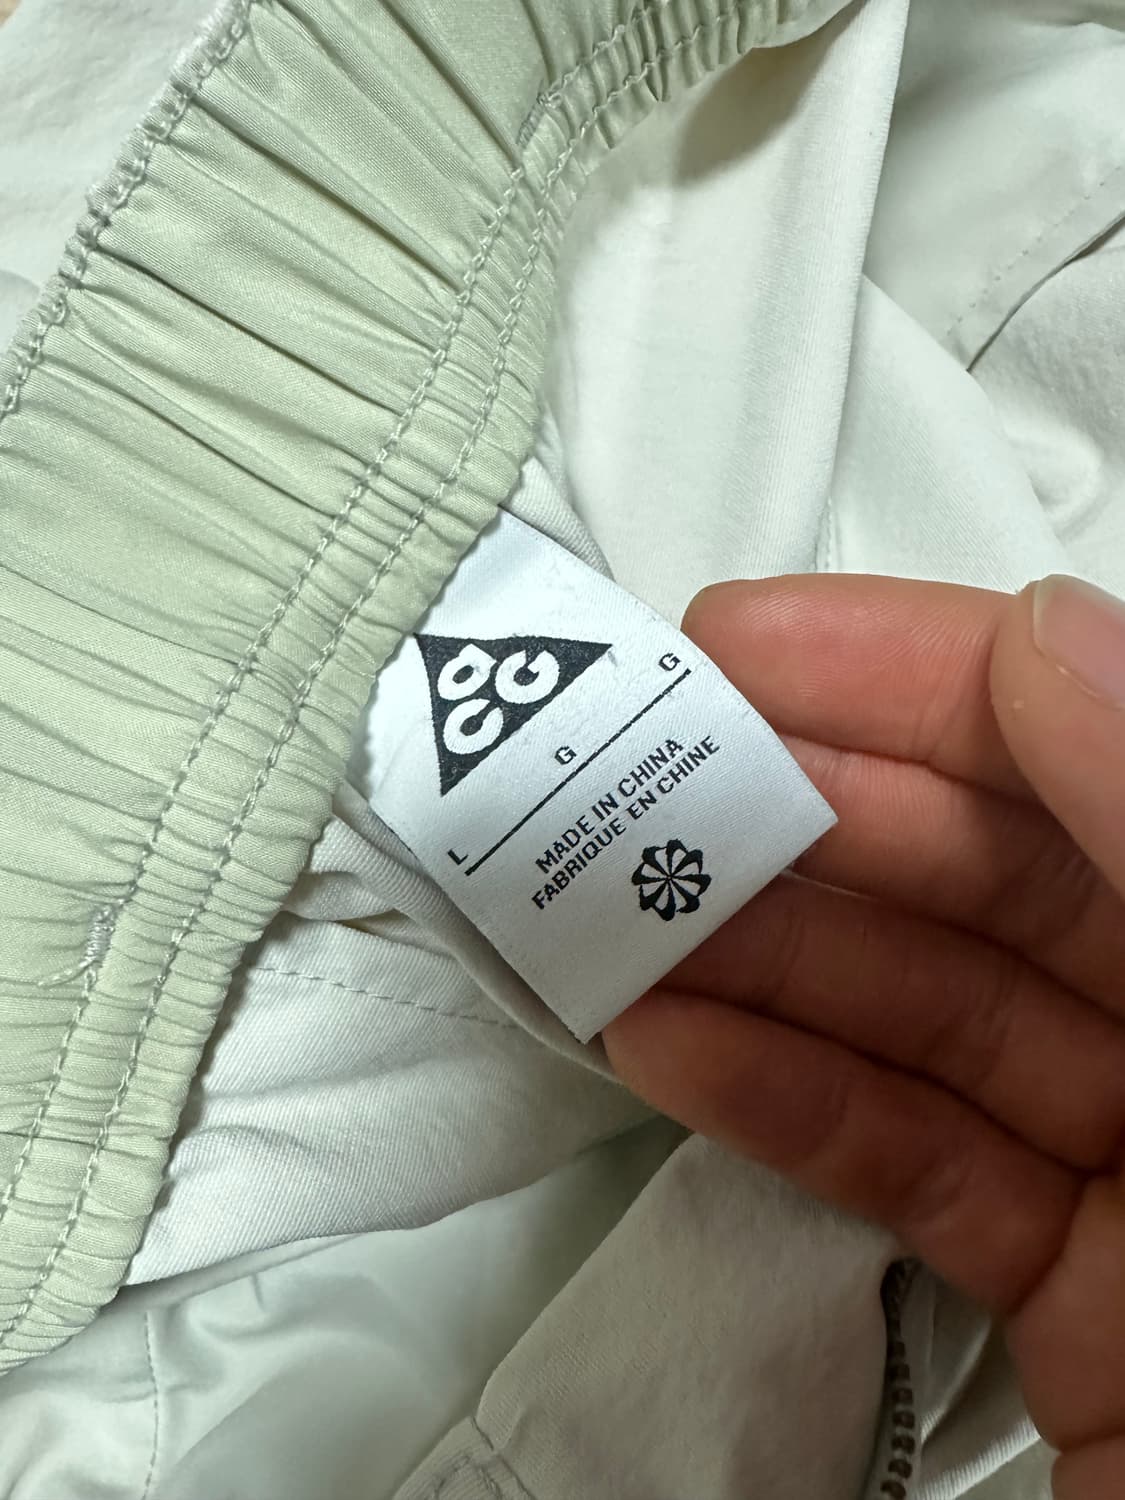 ACG
L G G
MADE IN CHINA
FABRIQUE EN CHINE